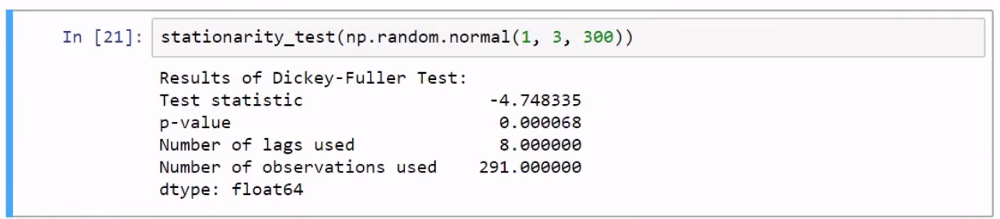 In [21]: stationarity_test(np.random.normal(1, 3, 300))
Results of Dickey-Fuller Test:
Test statistic -4.748335
p-value 0.000068
Number of lags used 8.000000
Number of observations used 291.000000
dtype: float64